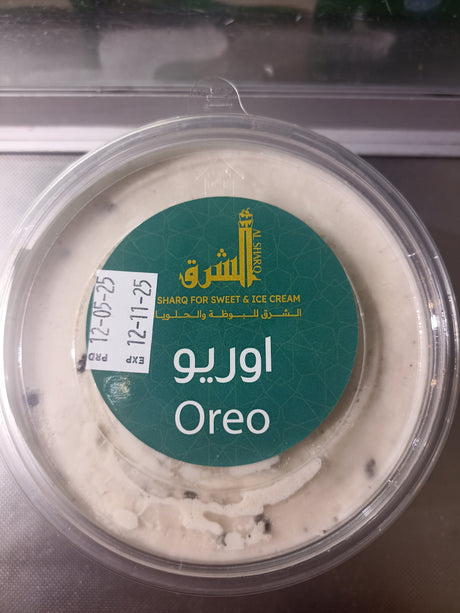 الشرق
AL SHARQ
SHARQ FOR SWEET & ICE CREAM
الشرق للبوظة والحلويا
اوريو
Oreo
PRD 12-05-25
EXP 12-11-25